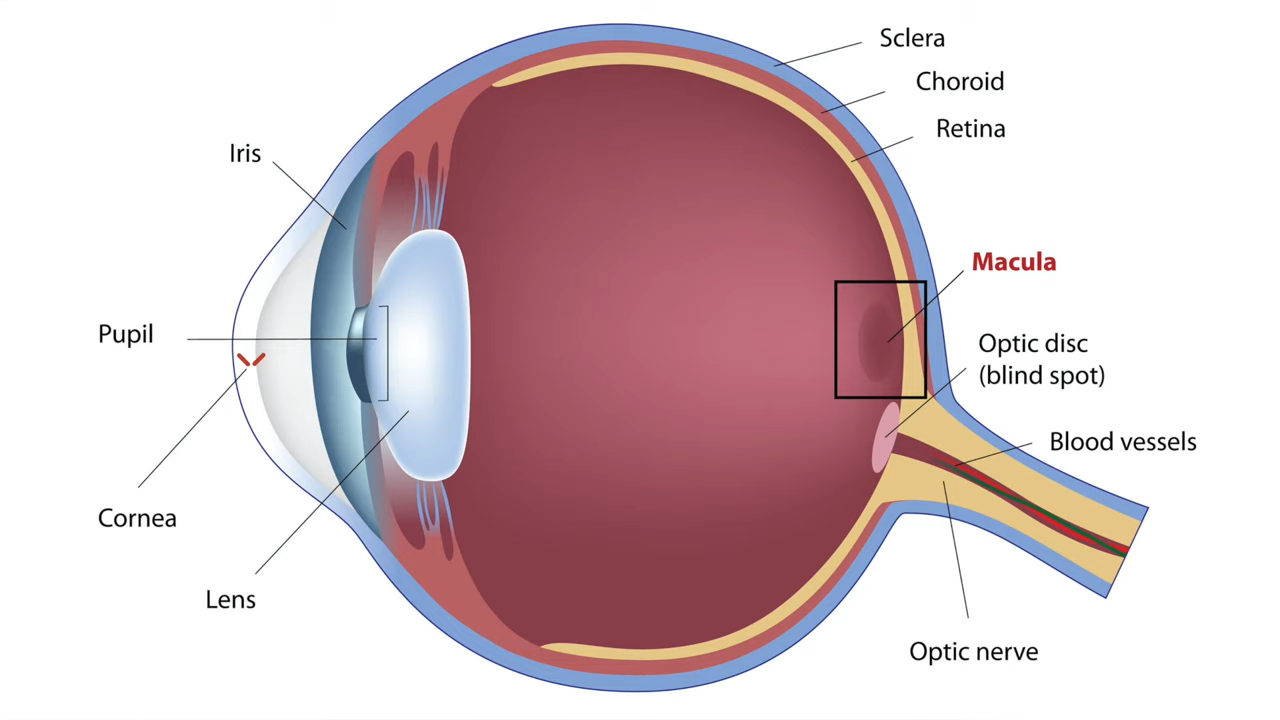 Sclera
Choroid
Retina
Iris
Macula
Pupil
Optic disc
(blind spot)
Blood vessels
Cornea
Lens
Optic nerve